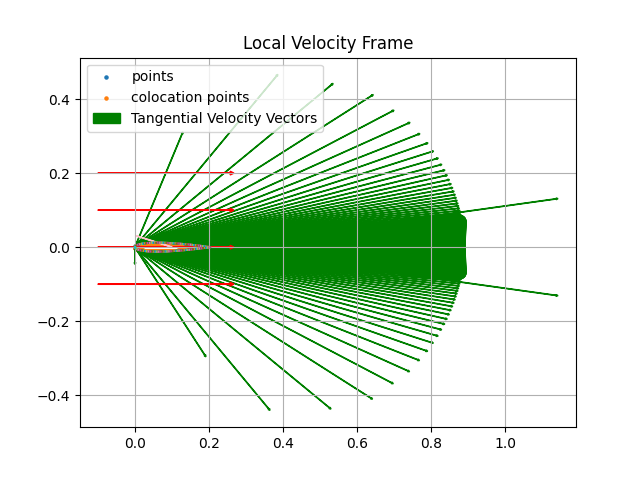 Local Velocity Frame
points
colocation points
Tangential Velocity Vectors
0.4
0.2
0.0
−0.2
−0.4
0.0 0.2 0.4 0.6 0.8 1.0